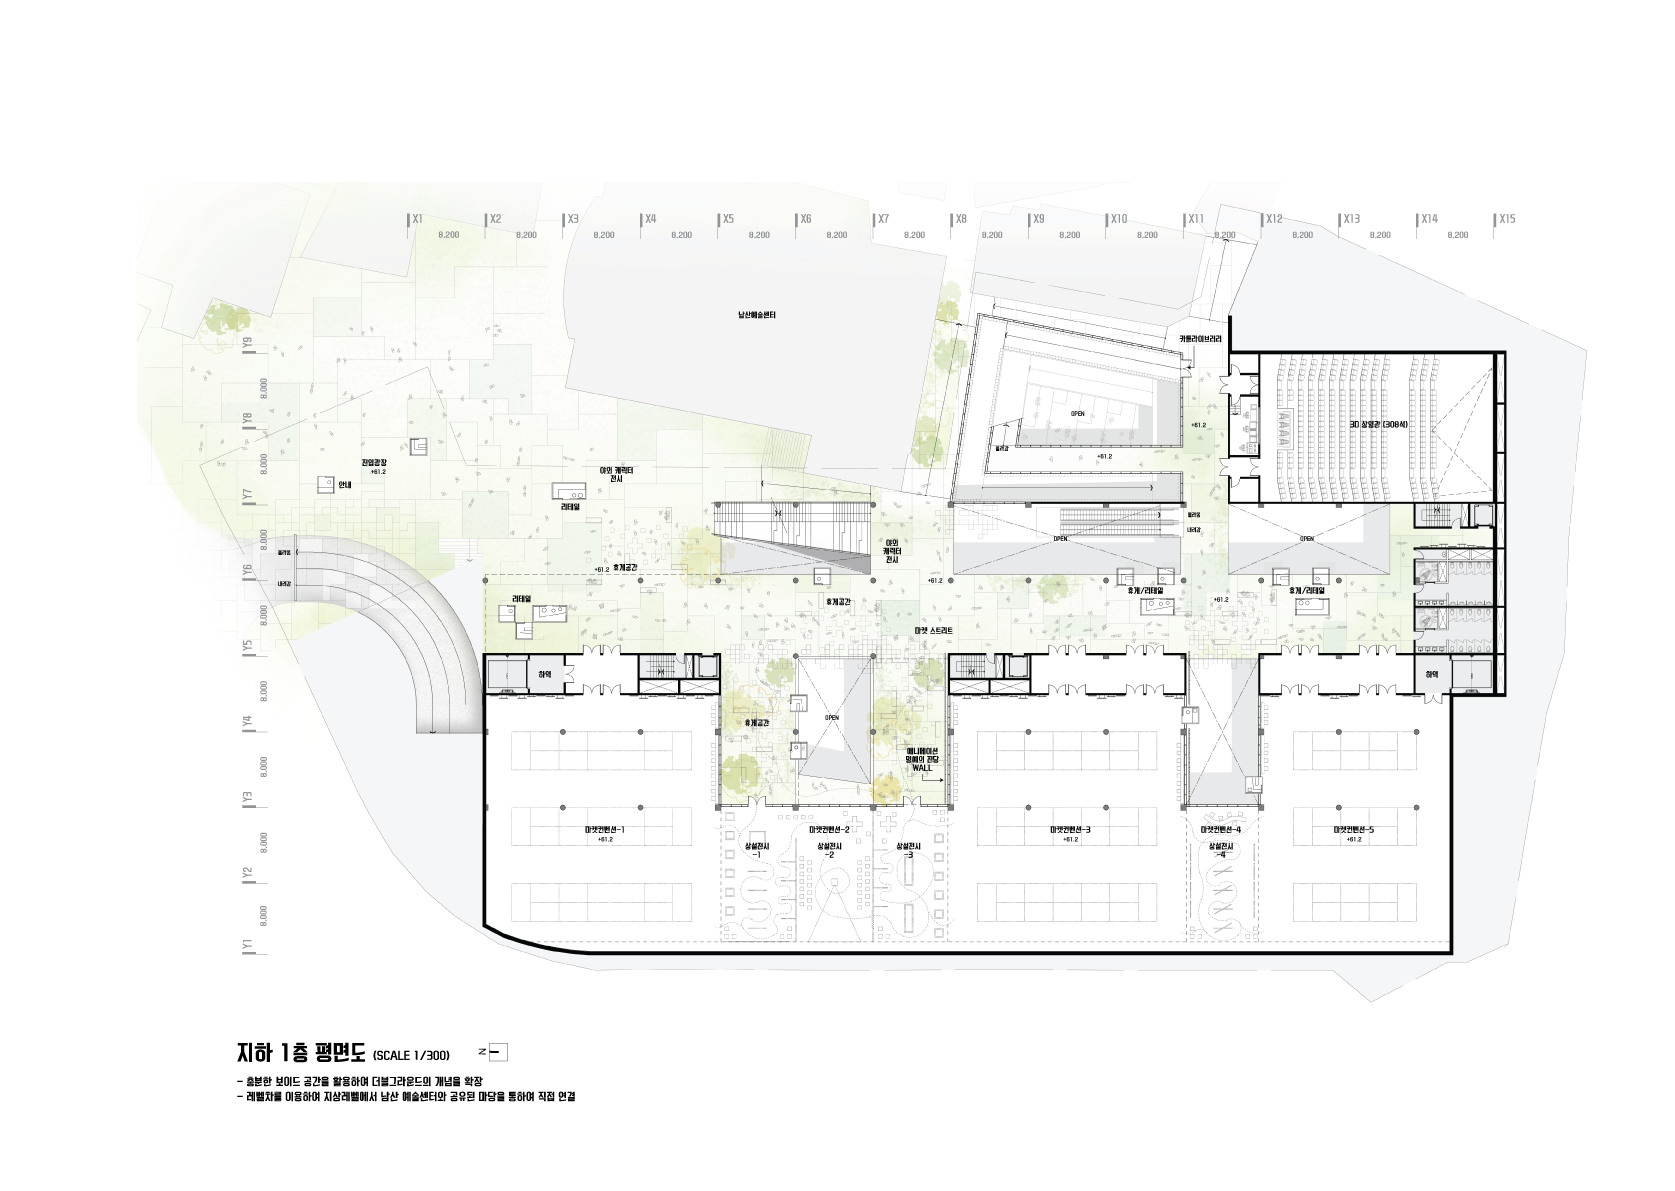 X1
X2
X3
X4
X5
X6
X7
X8
X9
X10
X11
X12
X13
X14
X15
8.200
8.200
8.200
8.200
8.200
8.200
8.200
8.200
8.200
8.200
8.200
8.200
8.200
8.200
Y9
8.000
Y8
8.000
Y7
8.000
Y6
8.000
Y5
8.000
Y4
8.000
Y3
8.000
Y2
8.000
Y1
남산예술센터
카툰라이브러리
OPEN
+61.2
3D 상영관 (308석)
올라감
+61.2
진입광장
+61.2
안내
야외 캐릭터
전시
리테일
올라옴
내려감
OPEN
OPEN
야외
캐릭터
전시
올라옴
내려감
+61.2 휴게공간
+61.2
리테일
휴게공간
휴게/리테일
+61.2
휴게/리테일
마켓 스트리트
하역
하역
휴게공간
OPEN
애니메이션
명예의 전당
WALL
마켓컨벤션-1
+61.2
마켓컨벤션-2
마켓컨벤션-3
+61.2
마켓컨벤션-4
마켓컨벤션-5
+61.2
상설전시
-1
상설전시
-2
상설전시
-3
상설전시
-4
지하 1층 평면도 (SCALE 1/300)
N
- 충분한 보이드 공간을 활용하여 더블그라운드의 개념을 확장
- 레벨차를 이용하여 지상레벨에서 남산 예술센터와 공유된 마당을 통하여 직접 연결